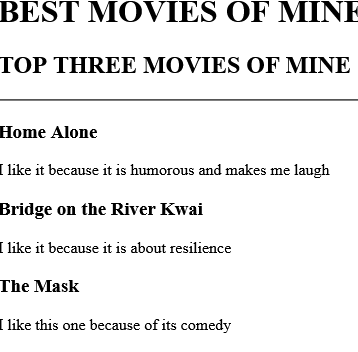 BEST MOVIES OF MINE
TOP THREE MOVIES OF MINE
Home Alone
I like it because it is humorous and makes me laugh
Bridge on the River Kwai
I like it because it is about resilience
The Mask
I like this one because of its comedy